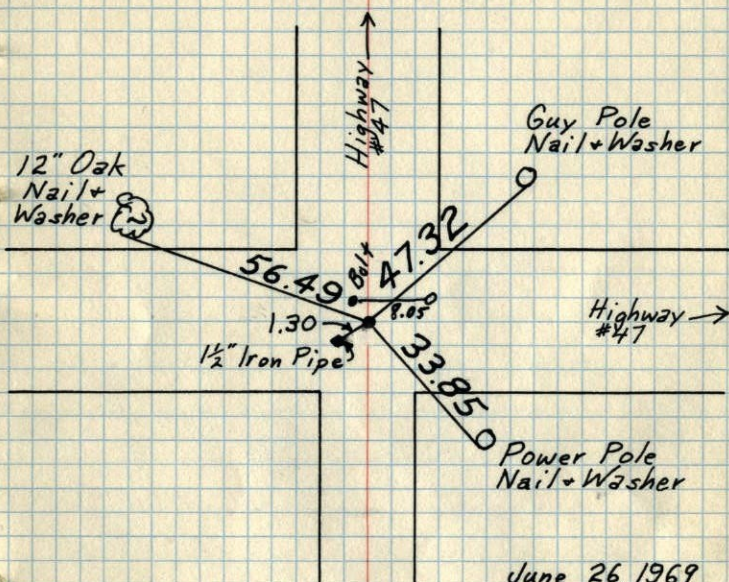 Highway
#47
Guy Pole
Nail & Washer
12" Oak
Nail &
Washer
56.49
Bolt
47.32
8.05
Highway →
#47
1.30
1½" Iron Pipe
33.85
Power Pole
Nail & Washer
June 26 1969